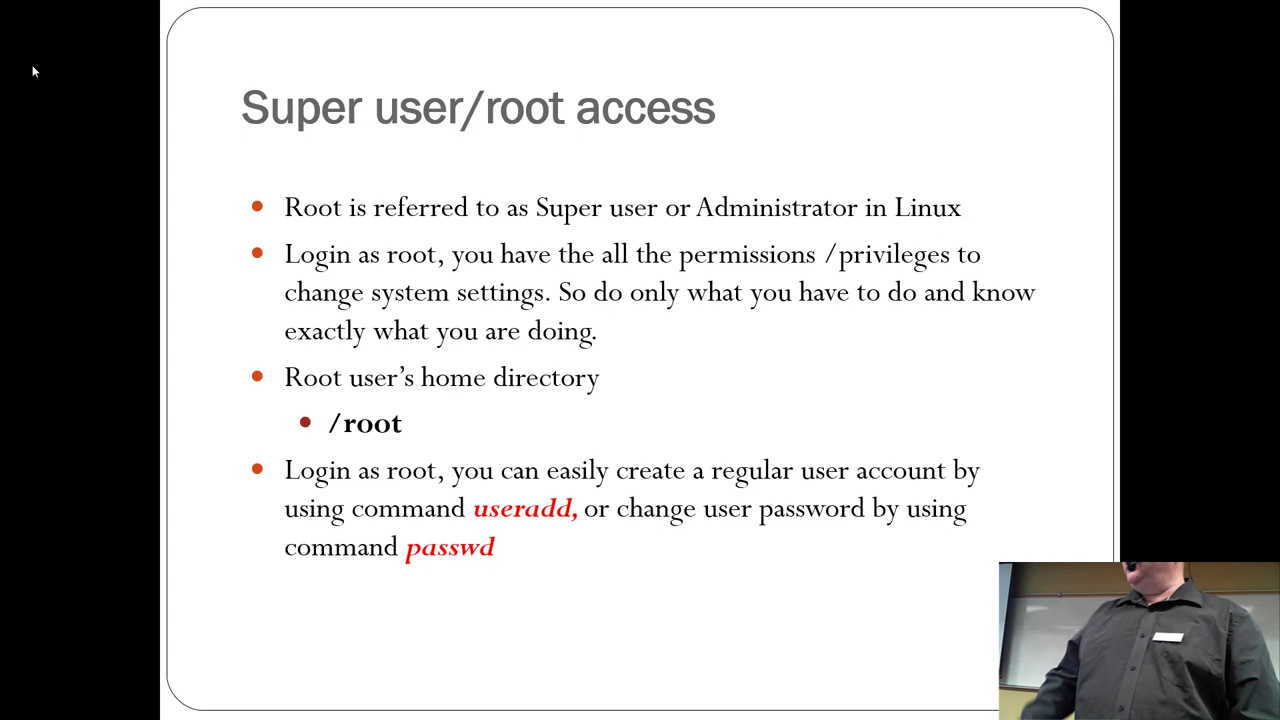 Super user/root access
Root is referred to as Super user or Administrator in Linux
Login as root, you have the all the permissions /privileges to
change system settings. So do only what you have to do and know
exactly what you are doing.
Root user's home directory
/root
Login as root, you can easily create a regular user account by
using command useradd, or change user password by using
command passwd